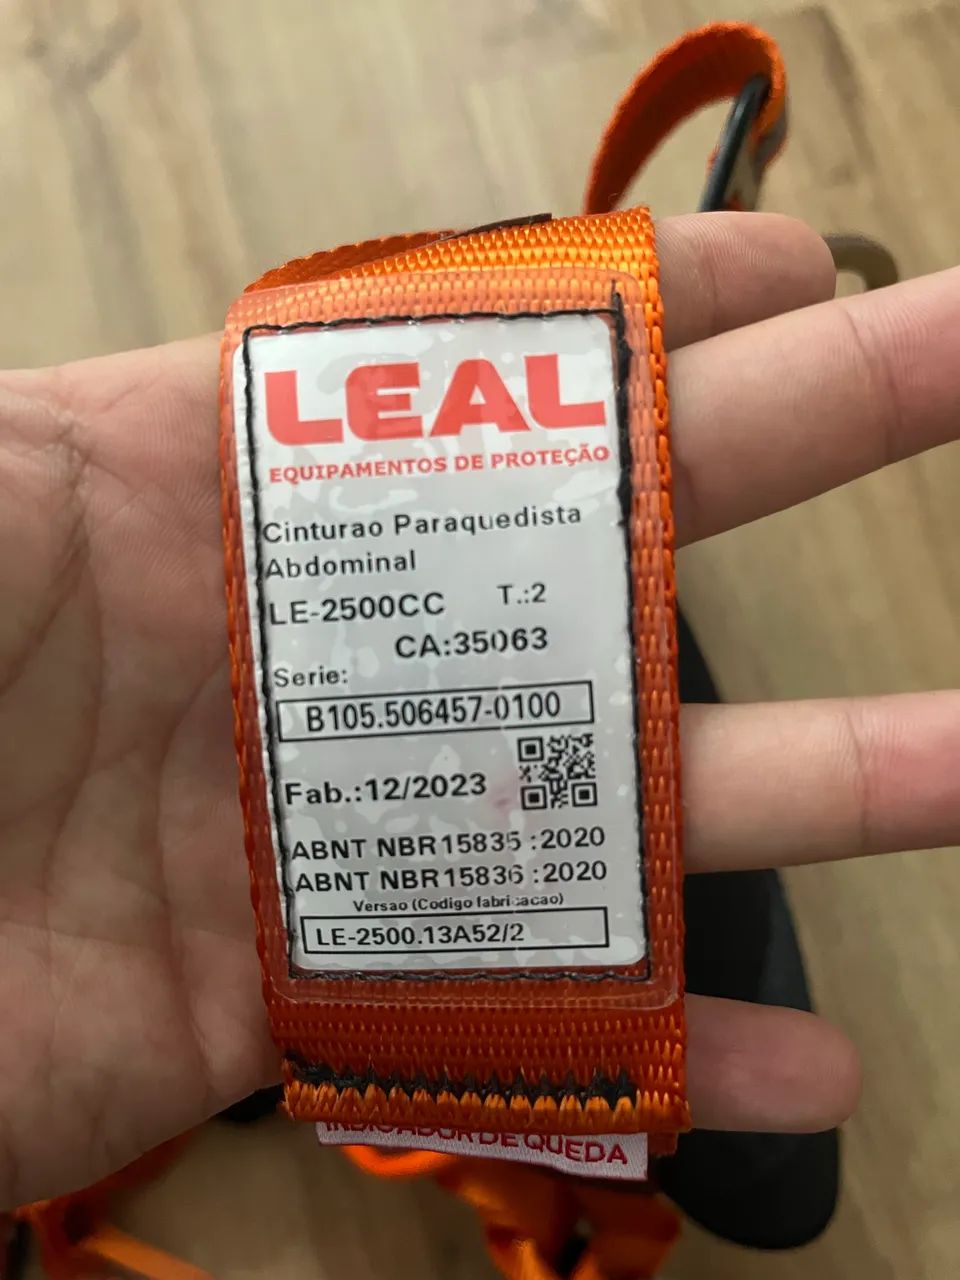 LEAL
EQUIPAMENTOS DE PROTEÇÃO
Cinturao Paraquedista
Abdominal
LE-2500CC T.:2
CA:35063
Serie:
B105.506457-0100
Fab.:12/2023
ABNT NBR15835:2020
ABNT NBR15836:2020
Versao (Codigo fabricacao)
LE-2500.13A52/2
INDICADOR DE QUEDA